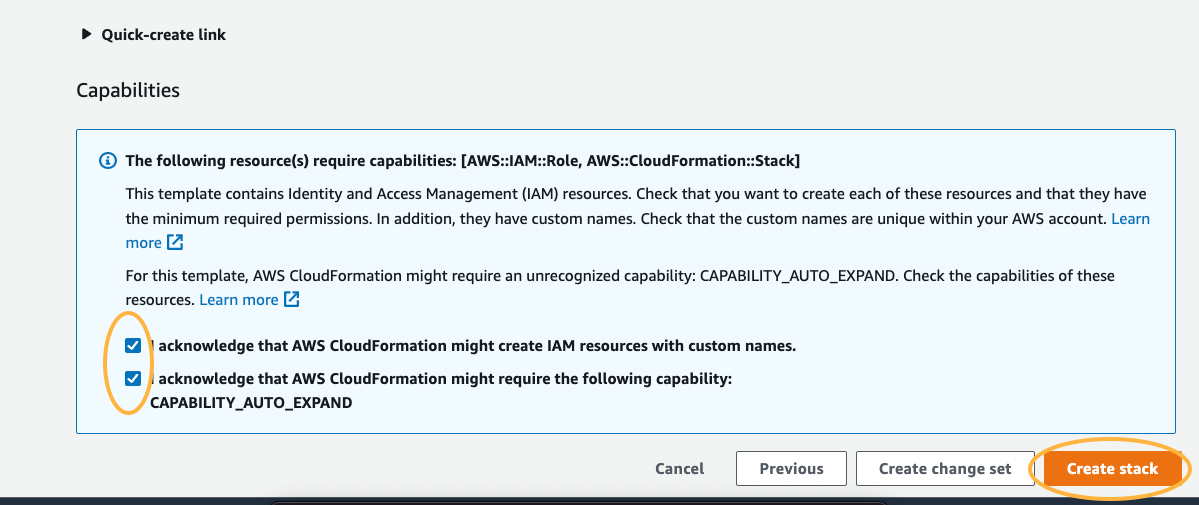 Quick-create link
Capabilities
The following resource(s) require capabilities: [AWS::IAM::Role, AWS::CloudFormation::Stack]
This template contains Identity and Access Management (IAM) resources. Check that you want to create each of these resources and that they have
the minimum required permissions. In addition, they have custom names. Check that the custom names are unique within your AWS account. Learn
more
For this template, AWS CloudFormation might require an unrecognized capability: CAPABILITY_AUTO_EXPAND. Check the capabilities of these
resources. Learn more
I acknowledge that AWS CloudFormation might create IAM resources with custom names.
I acknowledge that AWS CloudFormation might require the following capability:
CAPABILITY_AUTO_EXPAND
Cancel Previous Create change set Create stack